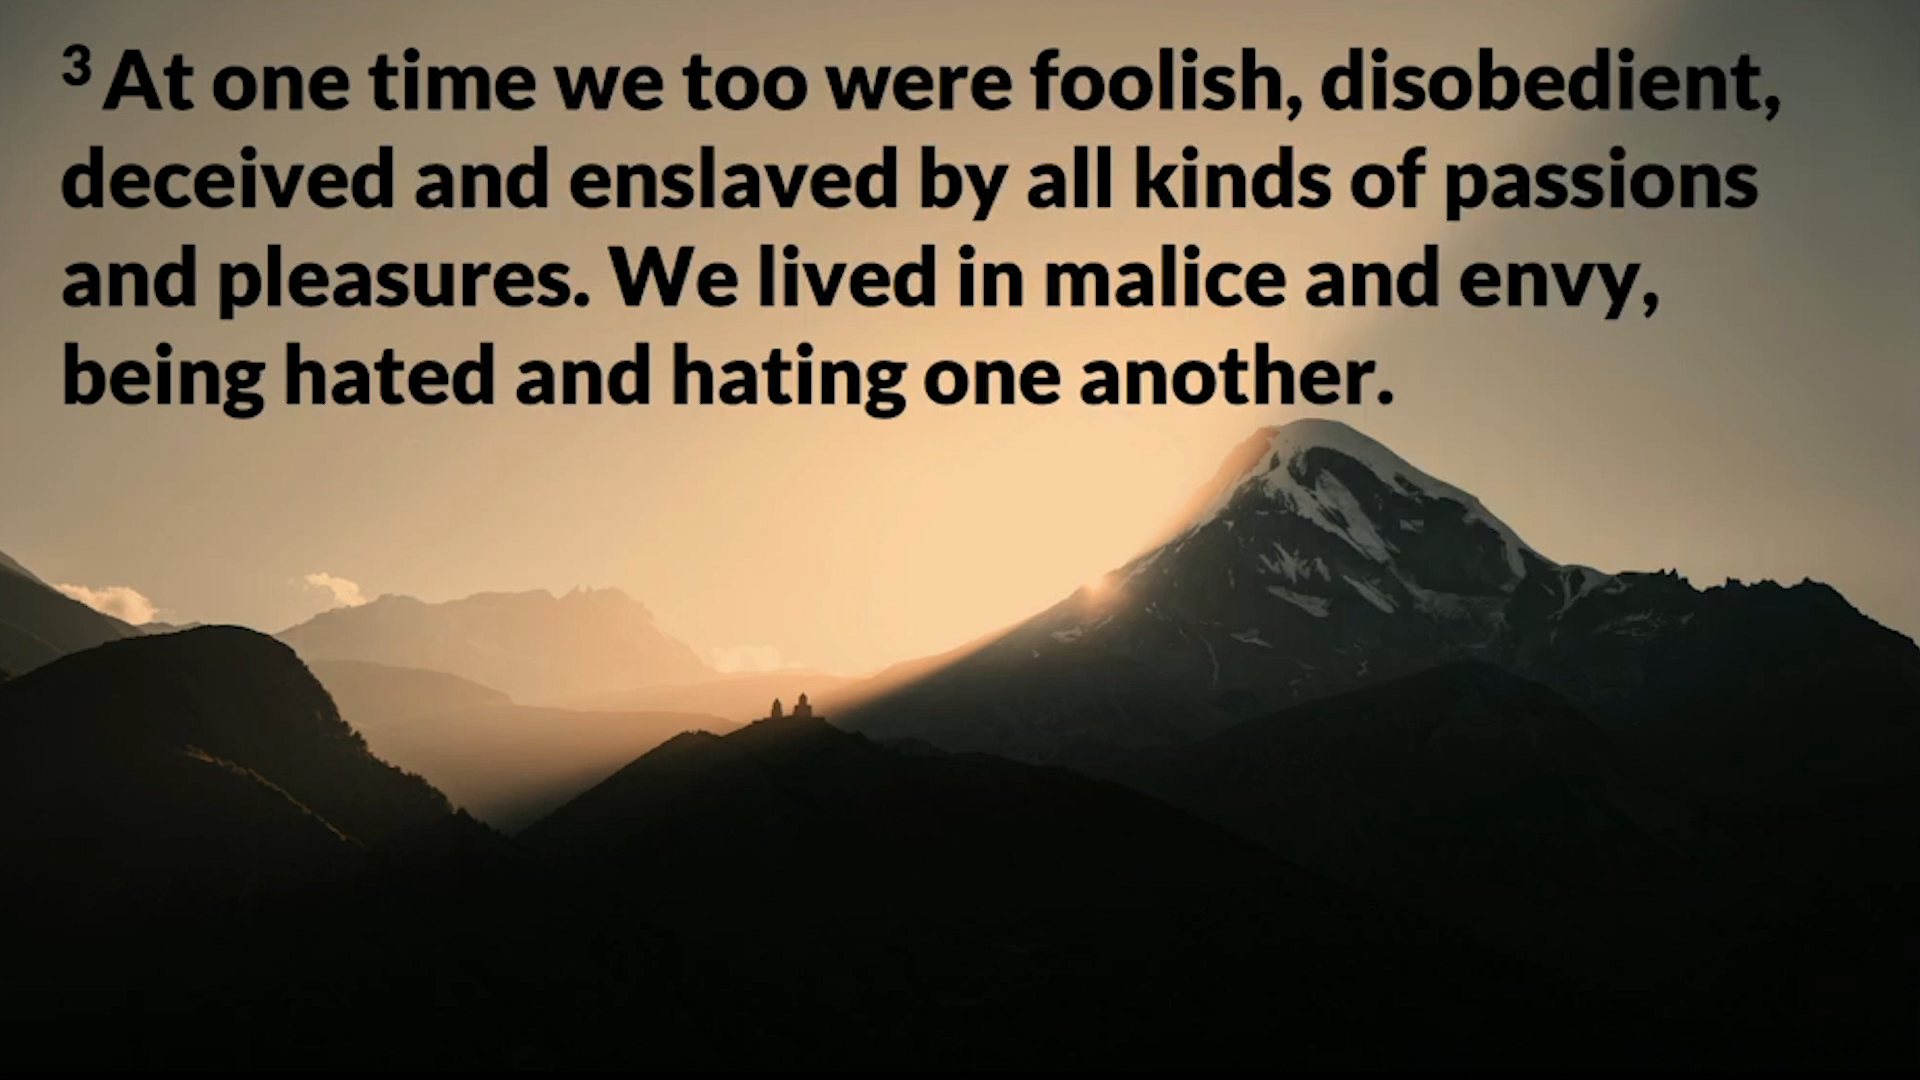 3 At one time we too were foolish, disobedient,
deceived and enslaved by all kinds of passions
and pleasures. We lived in malice and envy,
being hated and hating one another.